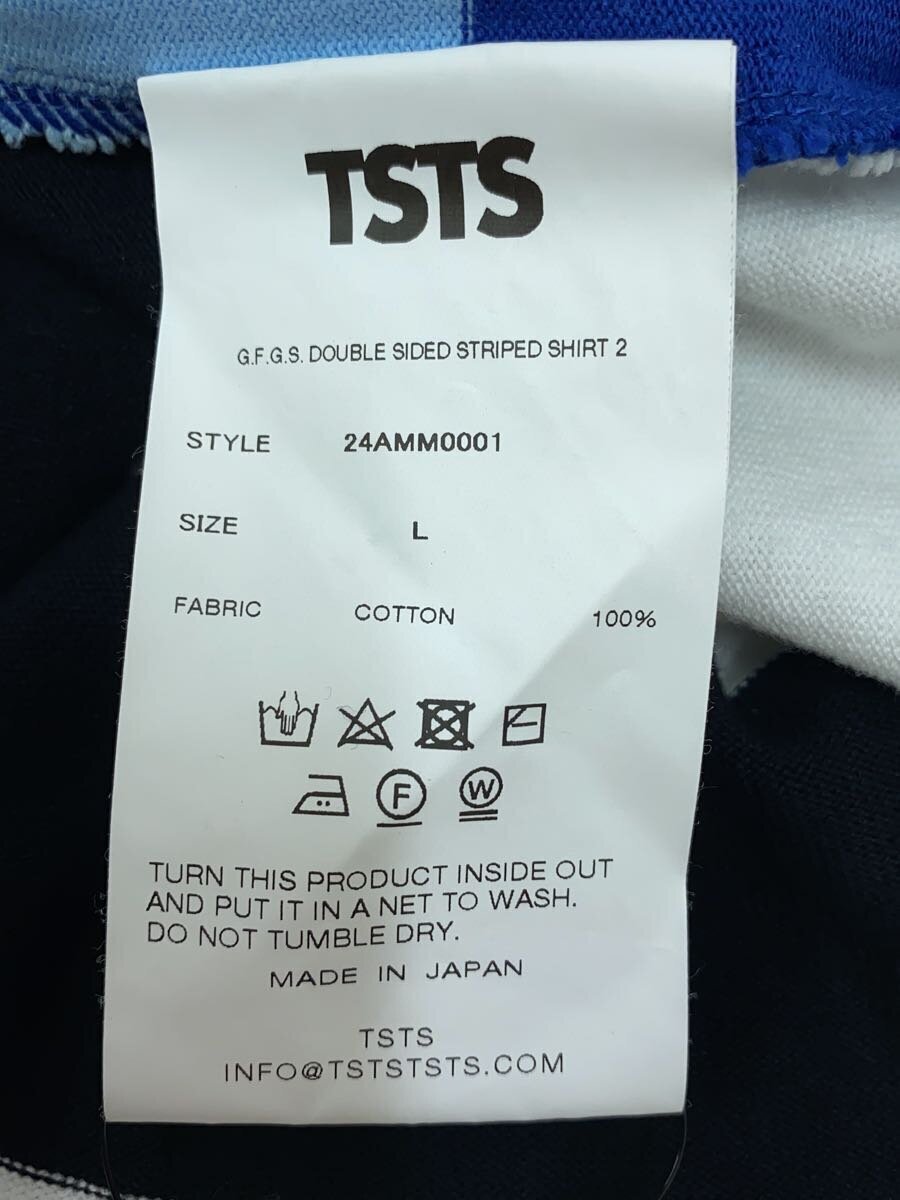 TSTS
G.F.G.S. DOUBLE SIDED STRIPED SHIRT 2
STYLE 24AMM0001
SIZE L
FABRIC COTTON 100%
F W
TURN THIS PRODUCT INSIDE OUT
AND PUT IT IN A NET TO WASH.
DO NOT TUMBLE DRY.
MADE IN JAPAN
TSTS
INFO@TSTSTSTS.COM